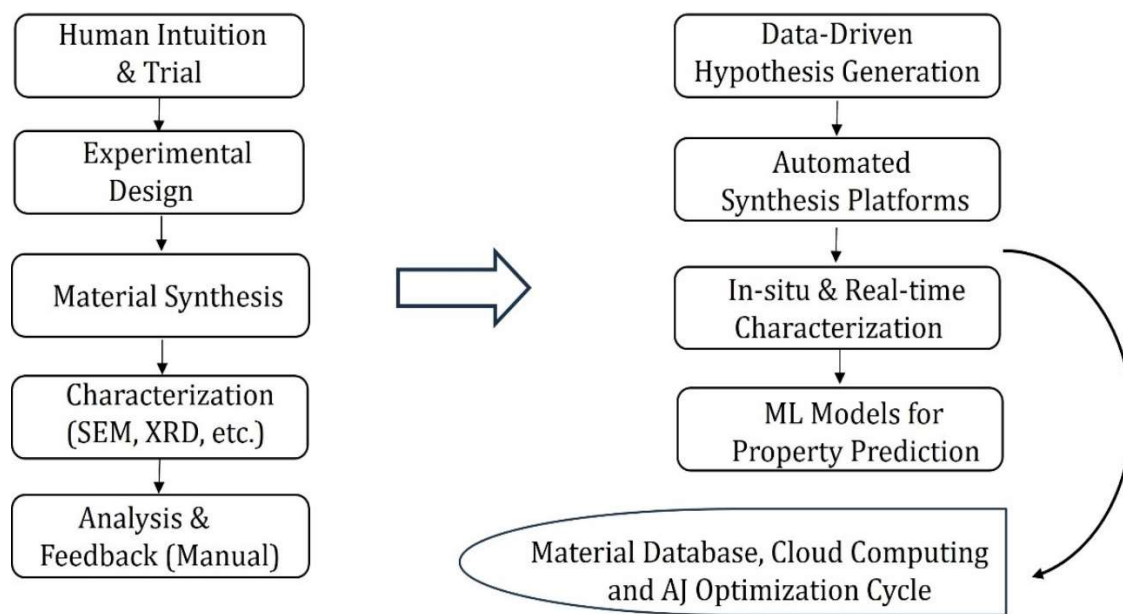 Human Intuition
& Trial
Experimental
Design
Material Synthesis
Characterization
(SEM, XRD, etc.)
Analysis &
Feedback (Manual)
Data-Driven
Hypothesis Generation
Automated
Synthesis Platforms
In-situ & Real-time
Characterization
ML Models for
Property Prediction
Material Database, Cloud Computing
and AJ Optimization Cycle